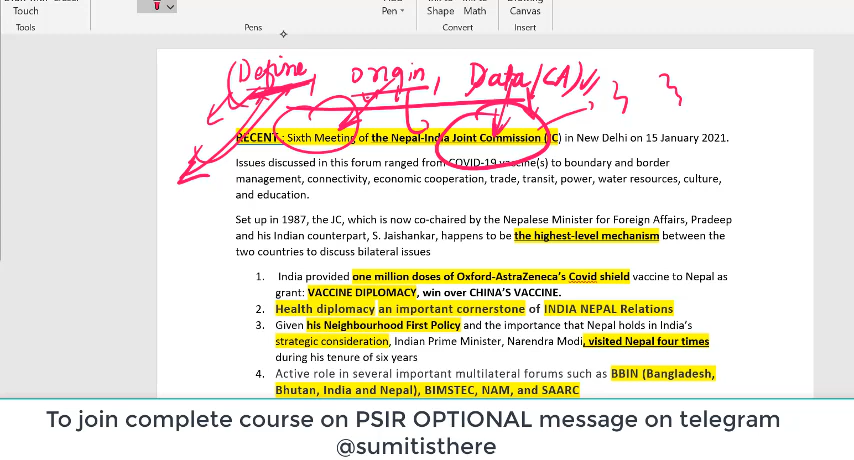 Touch
Pen
Shape
Math
Canvas
Tools
Pens
Convert
Insert
(Define, origin, Data/CA)
RECENT : Sixth Meeting of the Nepal-India Joint Commission (JC) in New Delhi on 15 January 2021.
Issues discussed in this forum ranged from COVID-19 vaccine(s) to boundary and border
management, connectivity, economic cooperation, trade, transit, power, water resources, culture,
and education.
Set up in 1987, the JC, which is now co-chaired by the Nepalese Minister for Foreign Affairs, Pradeep
and his Indian counterpart, S. Jaishankar, happens to be the highest-level mechanism between the
two countries to discuss bilateral issues
1. India provided one million doses of Oxford-AstraZeneca’s Covid shield vaccine to Nepal as
grant: VACCINE DIPLOMACY, win over CHINA’S VACCINE.
2. Health diplomacy an important cornerstone of INDIA NEPAL Relations
3. Given his Neighbourhood First Policy and the importance that Nepal holds in India’s
strategic consideration, Indian Prime Minister, Narendra Modi, visited Nepal four times
during his tenure of six years
4. Active role in several important multilateral forums such as BBIN (Bangladesh,
Bhutan, India and Nepal), BIMSTEC, NAM, and SAARC
To join complete course on PSIR OPTIONAL message on telegram
@sumitisthere